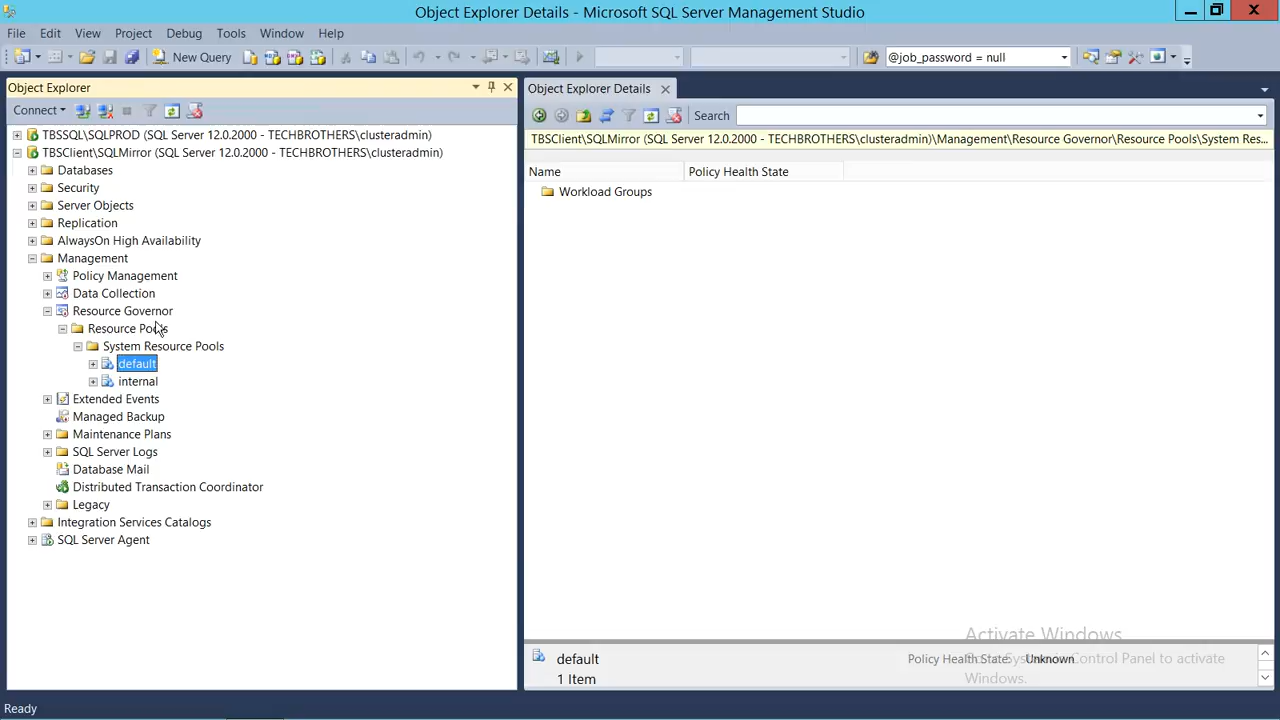 Object Explorer Details - Microsoft SQL Server Management Studio
File Edit View Project Debug Tools Window Help
New Query @job_password = null
Object Explorer
Connect
TBSSQL\SQLPROD (SQL Server 12.0.2000 - TECHBROTHERS\clusteradmin)
TBSClient\SQLMirror (SQL Server 12.0.2000 - TECHBROTHERS\clusteradmin)
Databases
Security
Server Objects
Replication
AlwaysOn High Availability
Management
Policy Management
Data Collection
Resource Governor
Resource Pools
System Resource Pools
default
internal
Extended Events
Managed Backup
Maintenance Plans
SQL Server Logs
Database Mail
Distributed Transaction Coordinator
Legacy
Integration Services Catalogs
SQL Server Agent
Object Explorer Details
Search
TBSClient\SQLMirror (SQL Server 12.0.2000 - TECHBROTHERS\clusteradmin)\Management\Resource Governor\Resource Pools\System Res...
Name Policy Health State
Workload Groups
Activate Windows
System Control Panel to activate
Windows.
default Policy Health State: Unknown
1 Item
Ready